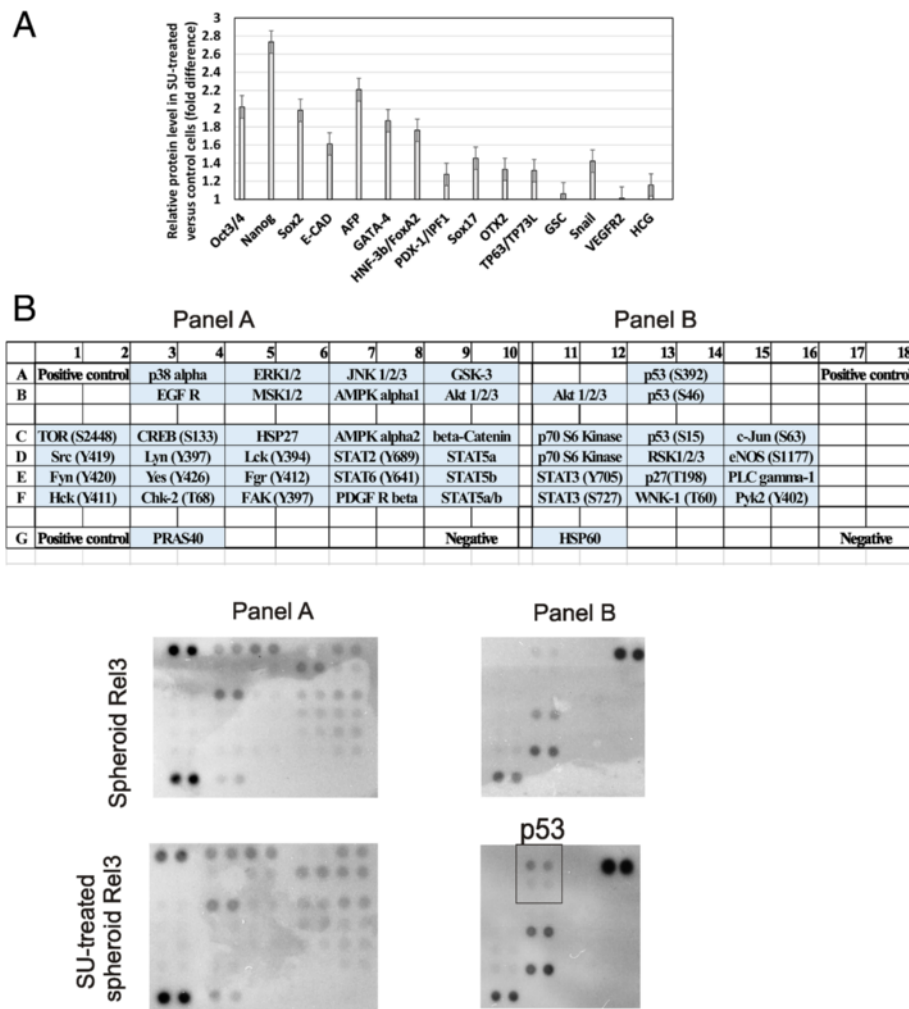 A
Relative protein level in SU-treated
versus control cells (fold difference)
3
2.8
2.6
2.4
2.2
2
1.8
1.6
1.4
1.2
1
Oct3/4
Nanog
Sox2
E-CAD
AFP
GATA-4
HNF-3b/FoxA2
PDX-1/IPF1
Sox17
OTX2
TP63/TP73L
GSC
Snail
VEGFR2
HCG
B
Panel A Panel B
1 2 3 4 5 6 7 8 9 10 11 12 13 14 15 16 17 18
A Positive control p38 alpha ERK1/2 JNK 1/2/3 GSK-3 p53 (S392) Positive control
B EGF R MSK1/2 AMPK alpha1 Akt 1/2/3 Akt 1/2/3 p53 (S46)
C TOR (S2448) CREB (S133) HSP27 AMPK alpha2 beta-Catenin p70 S6 Kinase p53 (S15) c-Jun (S63)
D Src (Y419) Lyn (Y397) Lck (Y394) STAT2 (Y689) STAT5a p70 S6 Kinase RSK1/2/3 eNOS (S1177)
E Fyn (Y420) Yes (Y426) Fgr (Y412) STAT6 (Y641) STAT5b STAT3 (Y705) p27(T198) PLC gamma-1
F Hck (Y411) Chk-2 (T68) FAK (Y397) PDGF R beta STAT5a/b STAT3 (S727) WNK-1 (T60) Pyk2 (Y402)
G Positive control PRAS40 Negative HSP60 Negative
Panel A Panel B
Spheroid Rel3
p53
SU-treated
spheroid Rel3